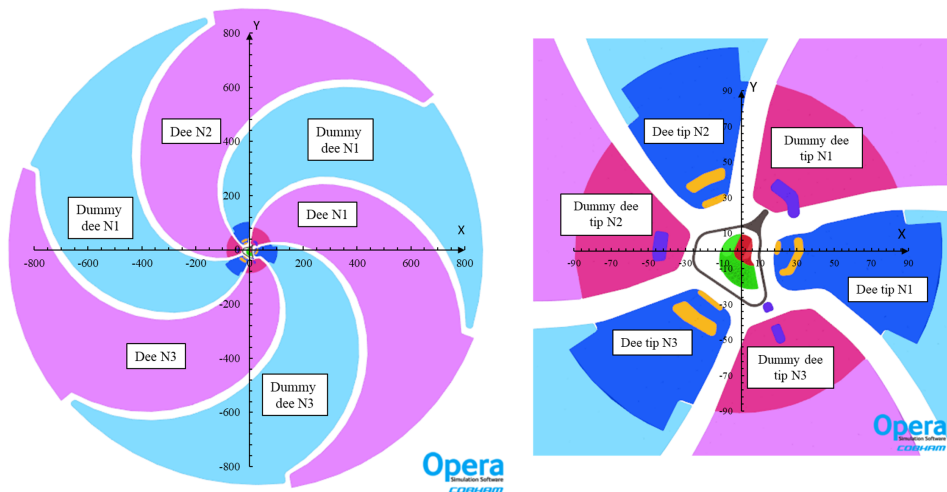 Y
800
600
400
200
-200
-400
-600
-800
-800
-600
-400
-200
0
200
400
600
800
X
Dee N2
Dummy
dee N1
Dee N1
Dummy
dee N1
Dee N3
Dummy
dee N3
Opera
Simulation Software
COBHAM
Y
90
70
50
30
10
-10
-30
-50
-70
-90
-90
-70
-50
-30
-10
10
30
50
70
90
X
Dee tip N2
Dummy dee
tip N1
Dummy dee
tip N2
Dee tip N1
Dee tip N3
Dummy dee
tip N3
Opera
Simulation Software
COBHAM